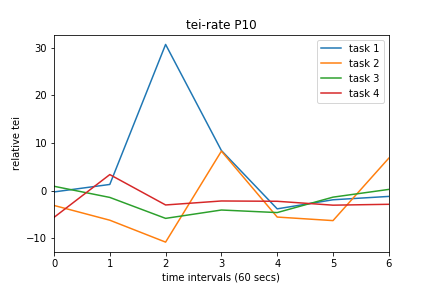 tei-rate P10
task 1
task 2
task 3
task 4
30
20
10
0
−10
relative tei
0 1 2 3 4 5 6
time intervals (60 secs)